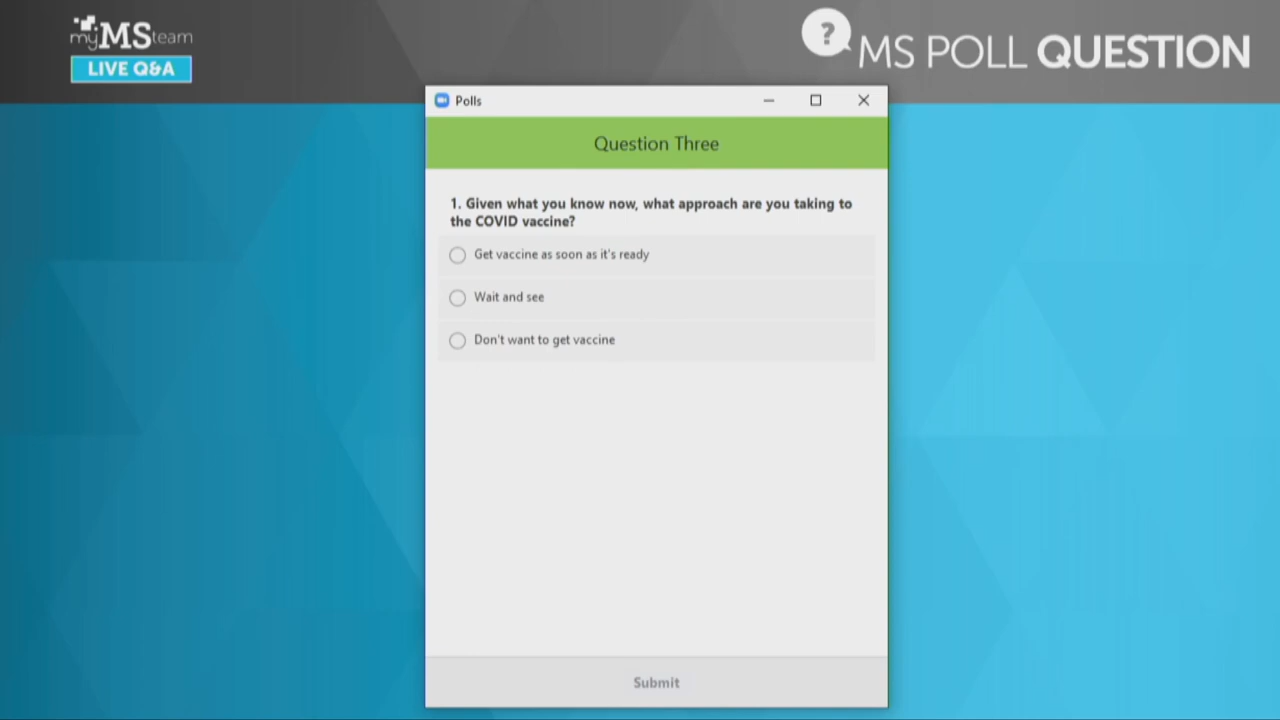 myMSteam
LIVE Q&A
?
MS POLL QUESTION
Polls
Question Three
1. Given what you know now, what approach are you taking to
the COVID vaccine?
Get vaccine as soon as it's ready
Wait and see
Don't want to get vaccine
Submit